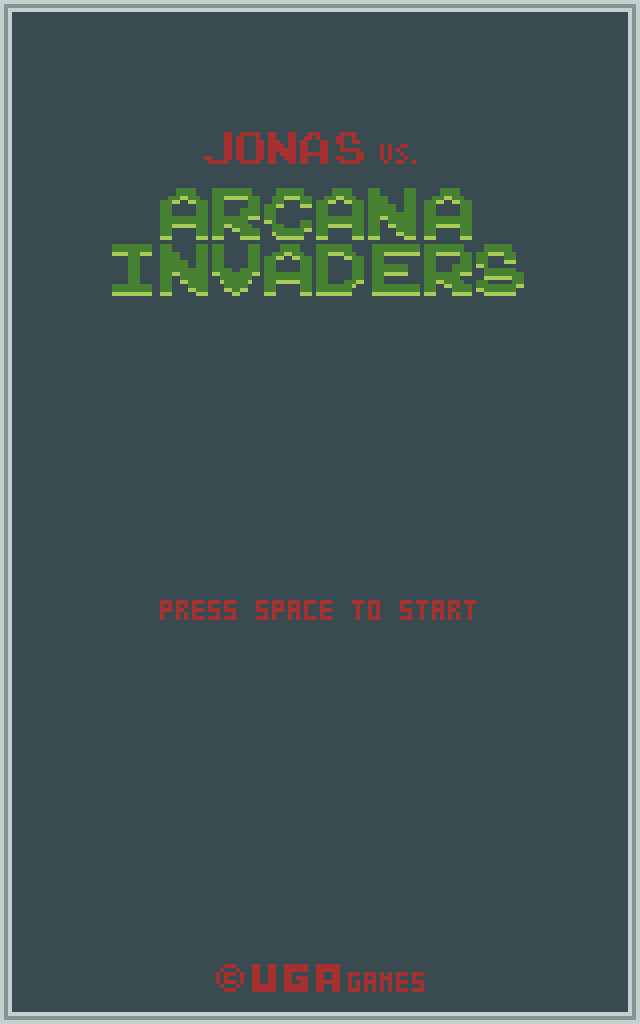 JONAS VS.
ARCANA
INVADERS
PRESS SPACE TO START
© UGA GAMES